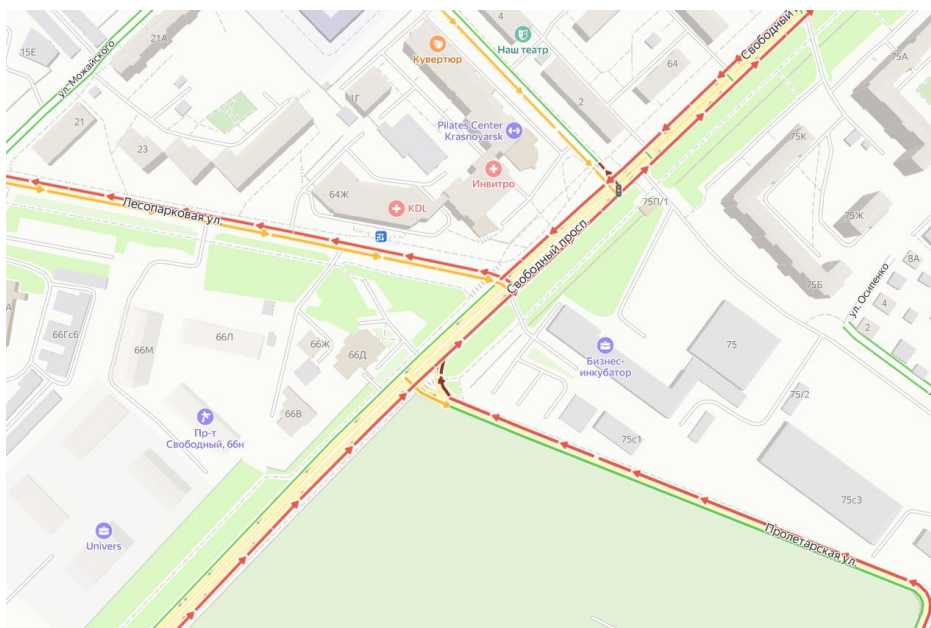 15Е
21А
ул. Можайского
4
Наш театр
Кувертюр
Свободный
64
75А
2
1Г
21
23
Pilates Center
Krasnoyarsk
75К
Инвитро
64Ж
KDL
Лесопарковая ул.
75П/1
75Ж
Свободный просп.
75Б
8А
4
2
ул. Осипенко
66Гс6
66М
66Л
66Ж
66Д
Бизнес-
инкубатор
75
75/2
66В
Пр-т
Свободный, 66н
75с1
75с3
Univers
Пролетарская ул.